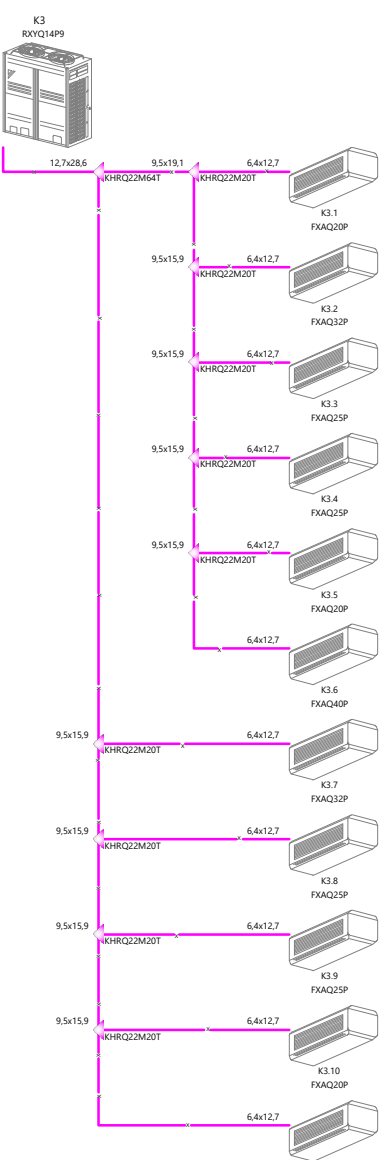 K3
RXYQ14P9
12,7x28,6
9,5x19,1
6,4x12,7
KHRQ22M64T
KHRQ22M20T
K3.1
FXAQ20P
9,5x15,9
6,4x12,7
KHRQ22M20T
K3.2
FXAQ32P
9,5x15,9
6,4x12,7
KHRQ22M20T
K3.3
FXAQ25P
9,5x15,9
6,4x12,7
KHRQ22M20T
K3.4
FXAQ25P
9,5x15,9
6,4x12,7
KHRQ22M20T
K3.5
FXAQ20P
6,4x12,7
K3.6
FXAQ40P
9,5x15,9
6,4x12,7
KHRQ22M20T
K3.7
FXAQ32P
9,5x15,9
6,4x12,7
KHRQ22M20T
K3.8
FXAQ25P
9,5x15,9
6,4x12,7
KHRQ22M20T
K3.9
FXAQ25P
9,5x15,9
6,4x12,7
KHRQ22M20T
K3.10
FXAQ20P
6,4x12,7